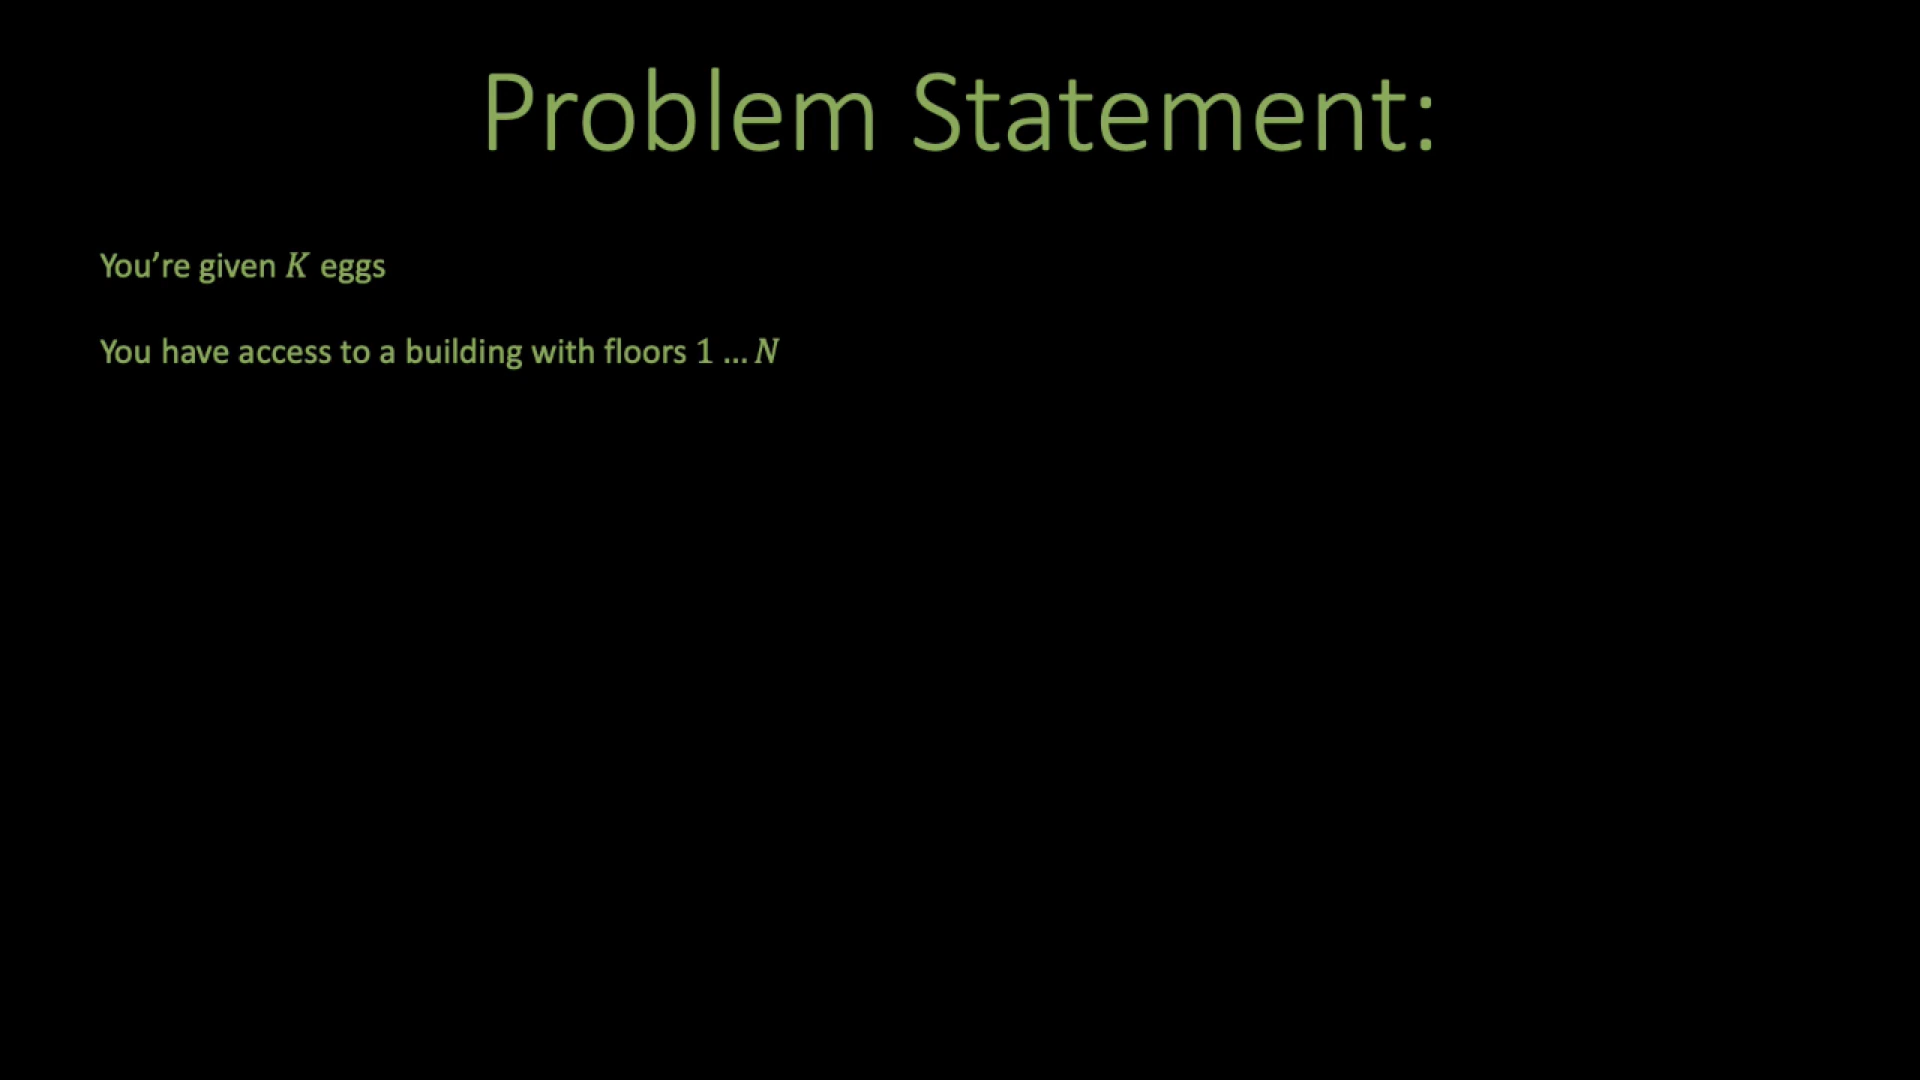 Problem Statement:
You’re given K eggs
You have access to a building with floors 1 … N